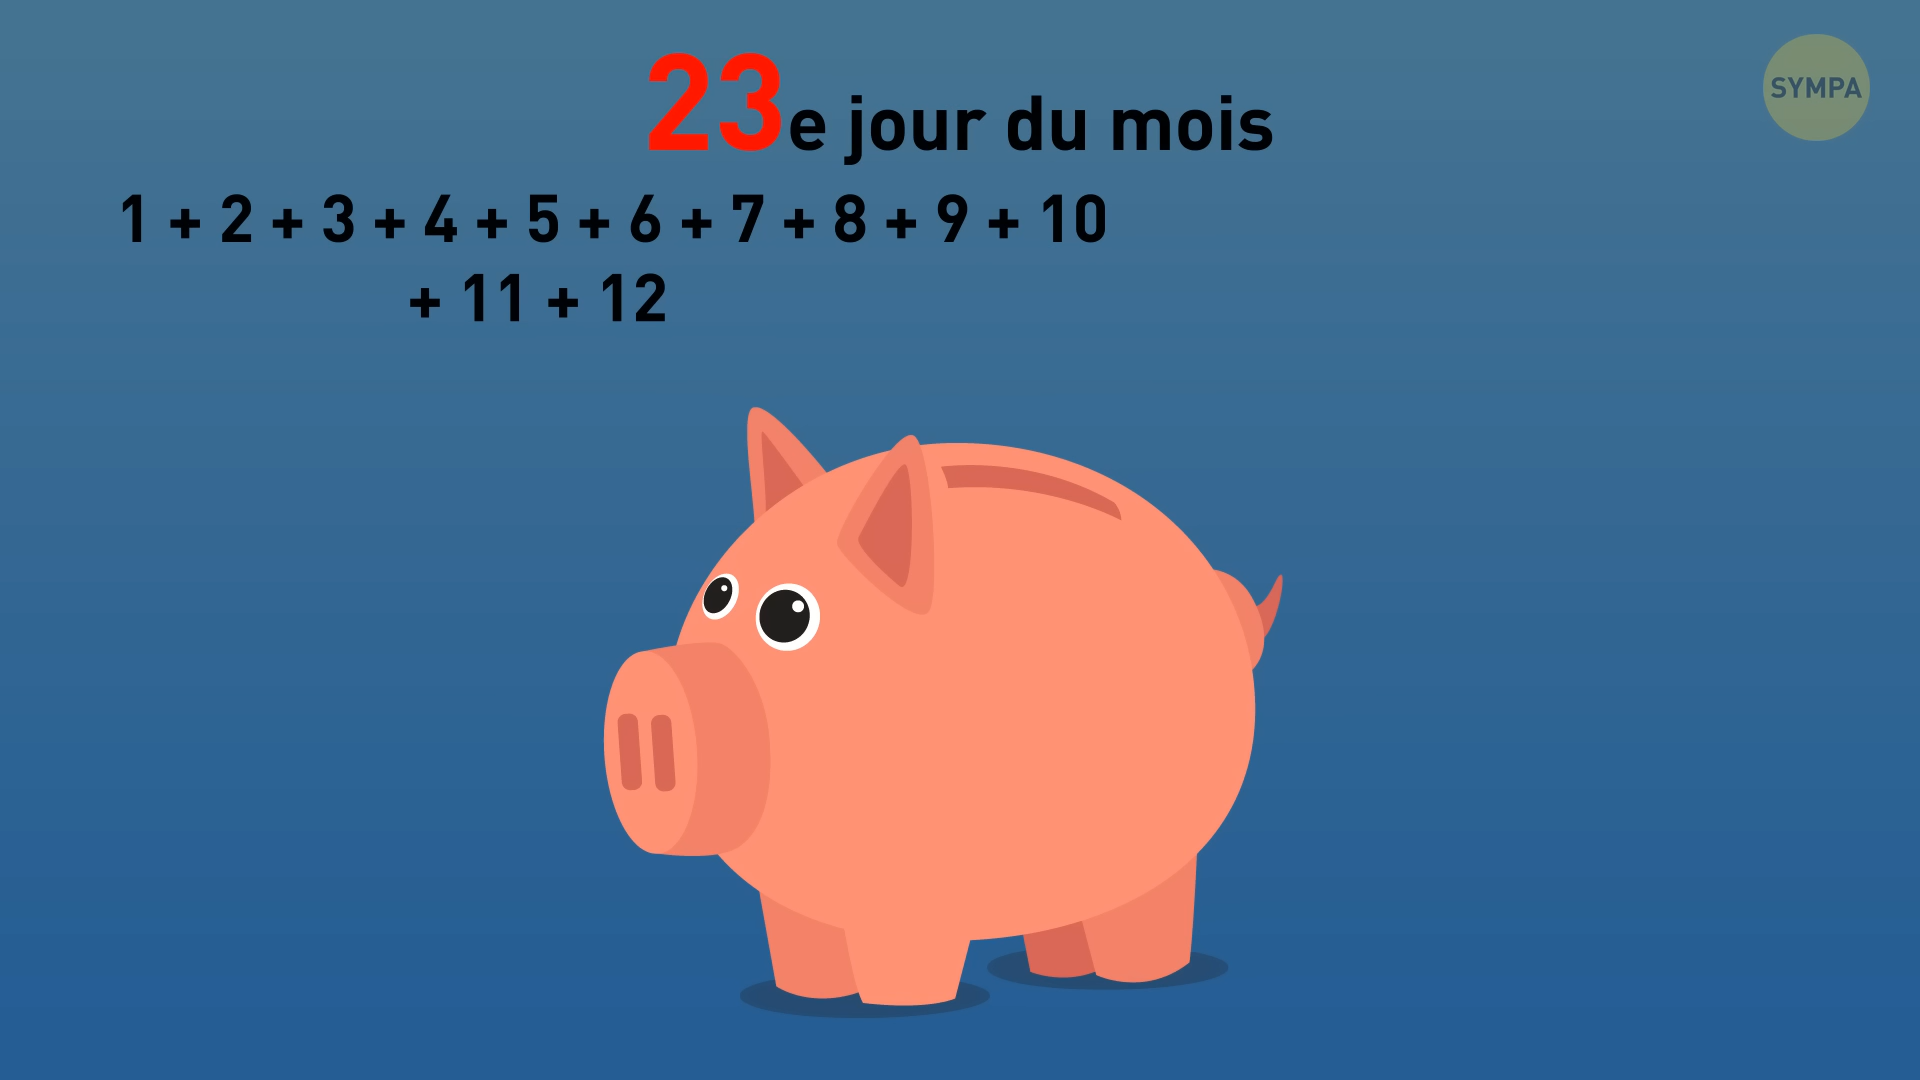 23e jour du mois
SYMPA
1 + 2 + 3 + 4 + 5 + 6 + 7 + 8 + 9 + 10
+ 11 + 12